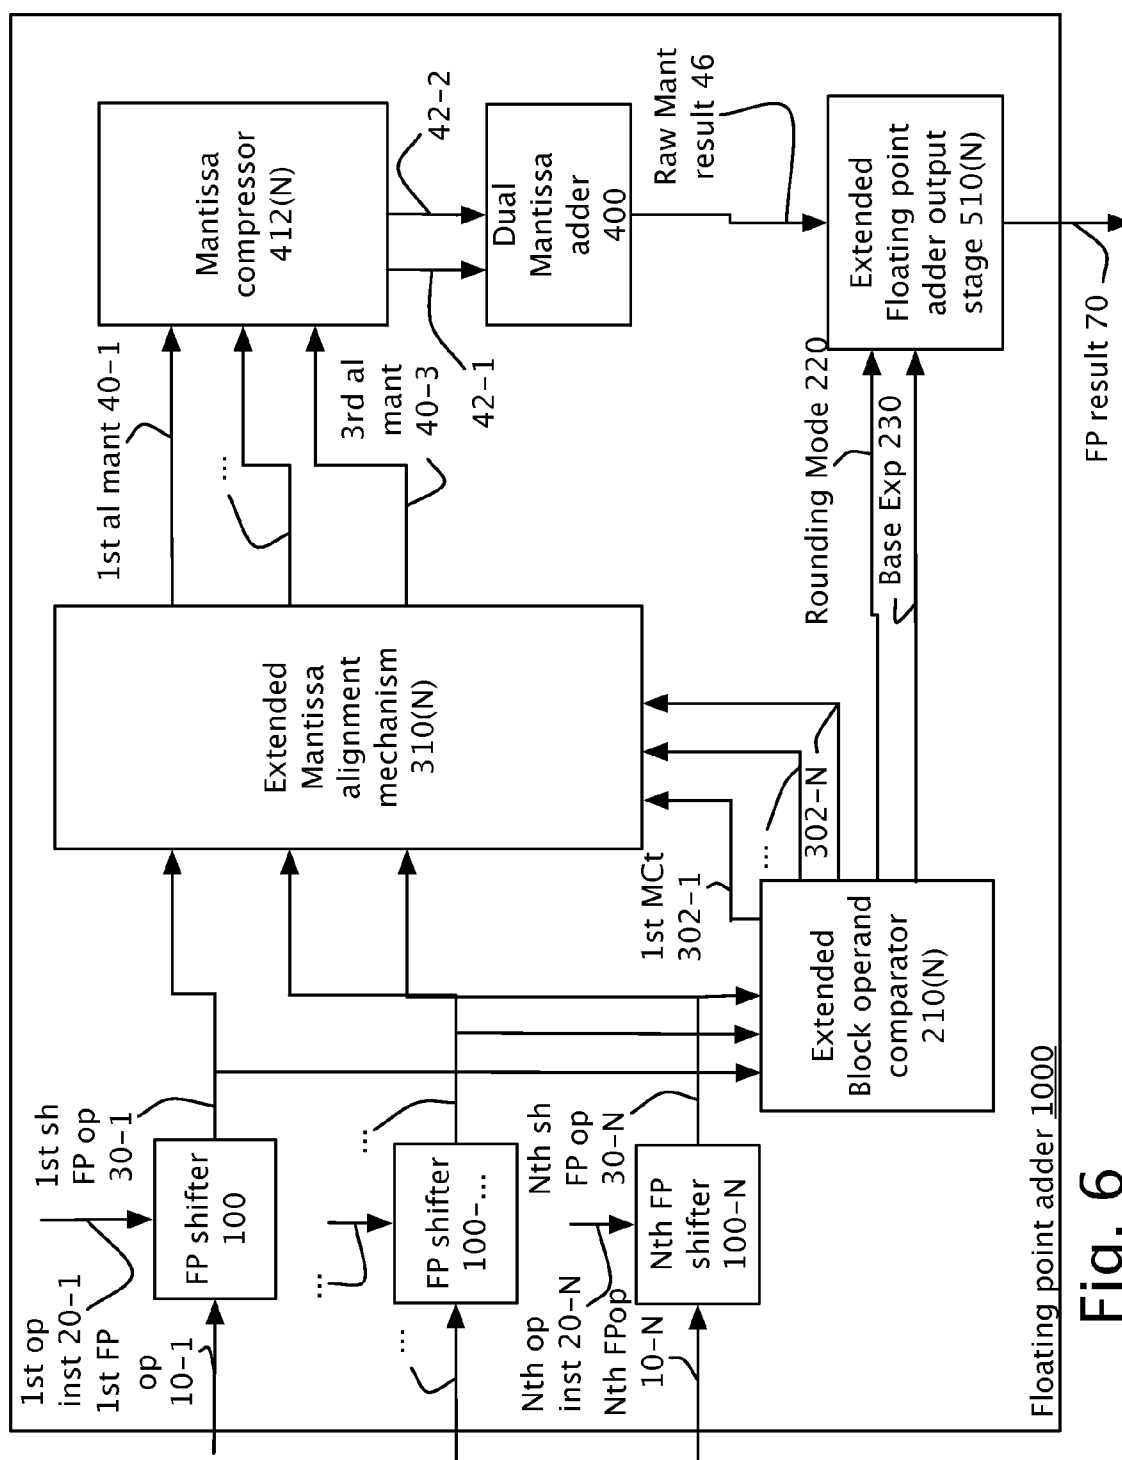 1st op
inst 20-1
1st FP
op
10-1
FP shifter
100
1st sh
FP op
30-1
...
...
FP shifter
100-...
...
Nth op
inst 20-N
Nth FPop
10-N
Nth FP
shifter
100-N
Nth sh
FP op
30-N
Extended
Block operand
comparator
210(N)
1st MCt
302-1
...
302-N
Extended
Mantissa
alignment
mechanism
310(N)
1st al mant 40-1
...
3rd al
mant
40-3
Mantissa
compressor
412(N)
42-1
42-2
Dual
Mantissa
adder
400
Raw Mant
result 46
Rounding Mode 220
Base Exp 230
Extended
Floating point
adder output
stage 510(N)
FP result 70
Floating point adder 1000
Fig. 6